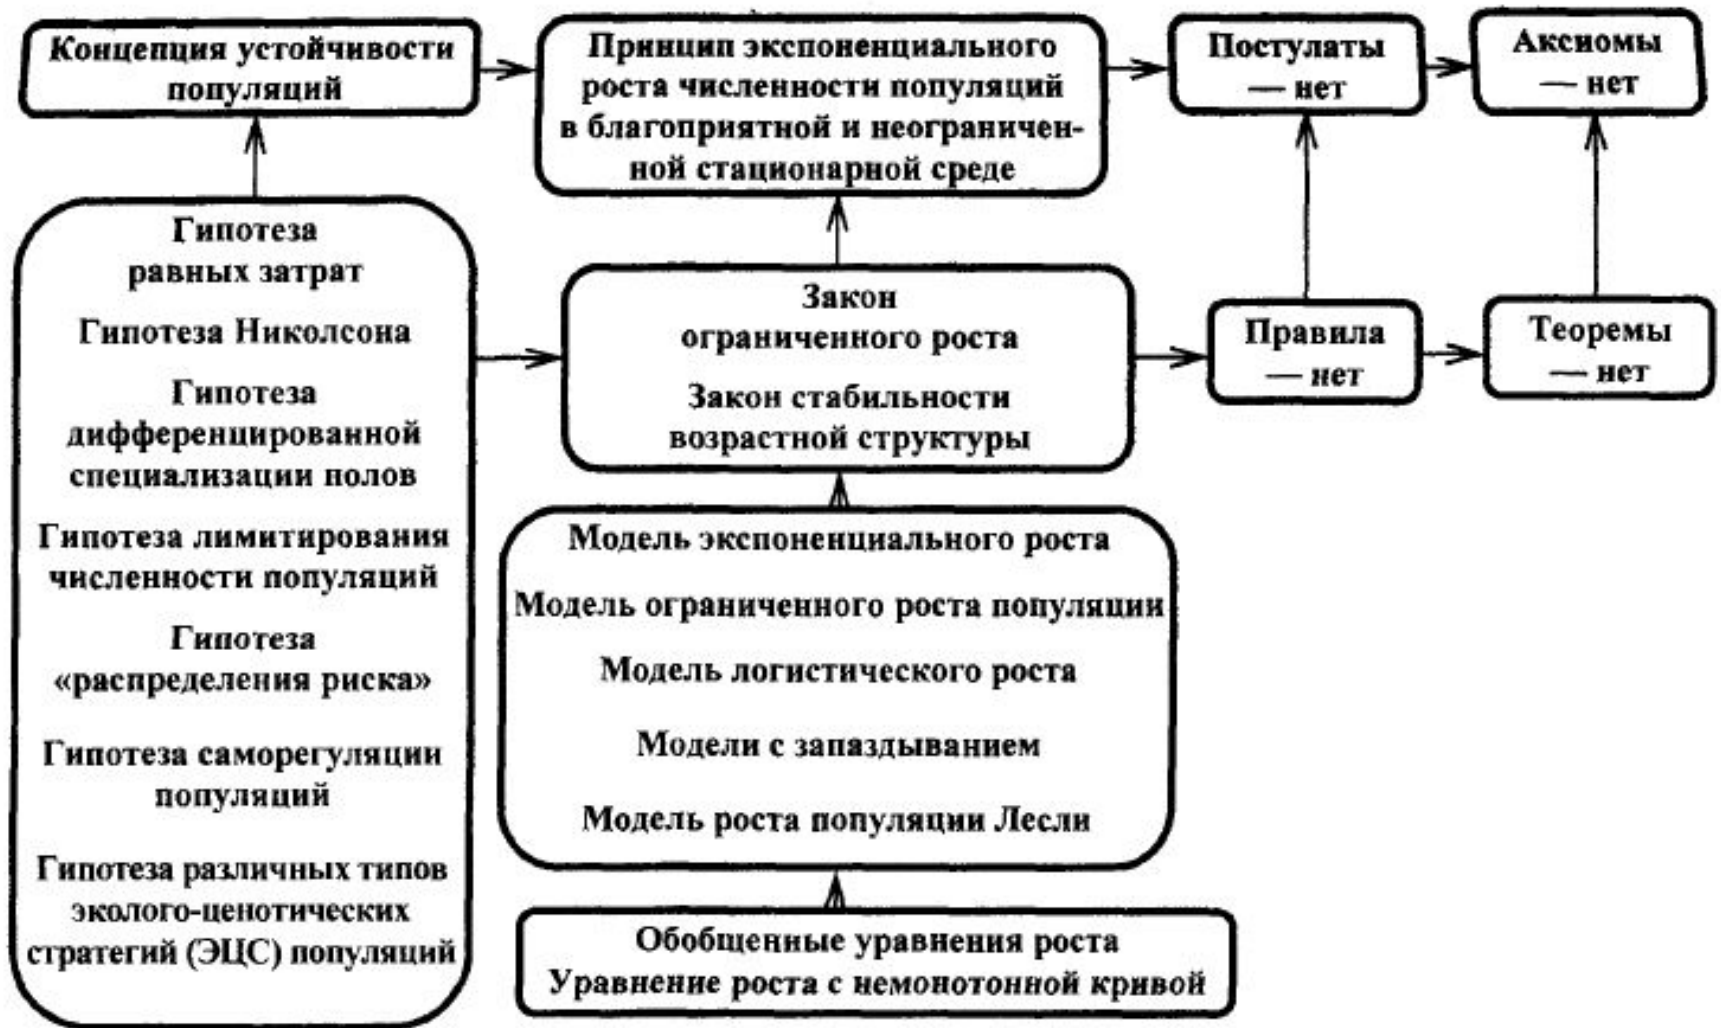 Концепция устойчивости
популяций
Принцип экспоненциального
роста численности популяций
в благоприятной и неограничен-
ной стационарной среде
Постулаты
— нет
Аксиомы
— нет
Гипотеза
равных затрат
Гипотеза Николсона
Гипотеза
дифференцированной
специализации нолов
Гипотеза лимитирования
численности популяций
Гипотеза
«распределения риска»
Гипотеза саморегуляции
популяций
Гипотеза различных типов
эколого-ценотических
стратегий (ЭЦС) популяций
Закон
ограниченного роста
Закон стабильности
возрастной структуры
Правила
— нет
Теоремы
— нет
Модель экспоненциального роста
Модель ограниченного роста популяции
Модель логистического роста
Модели с запаздыванием
Модель роста популяции Лесли
Обобщенные уравнения роста
Уравнение роста с немонотонной кривой